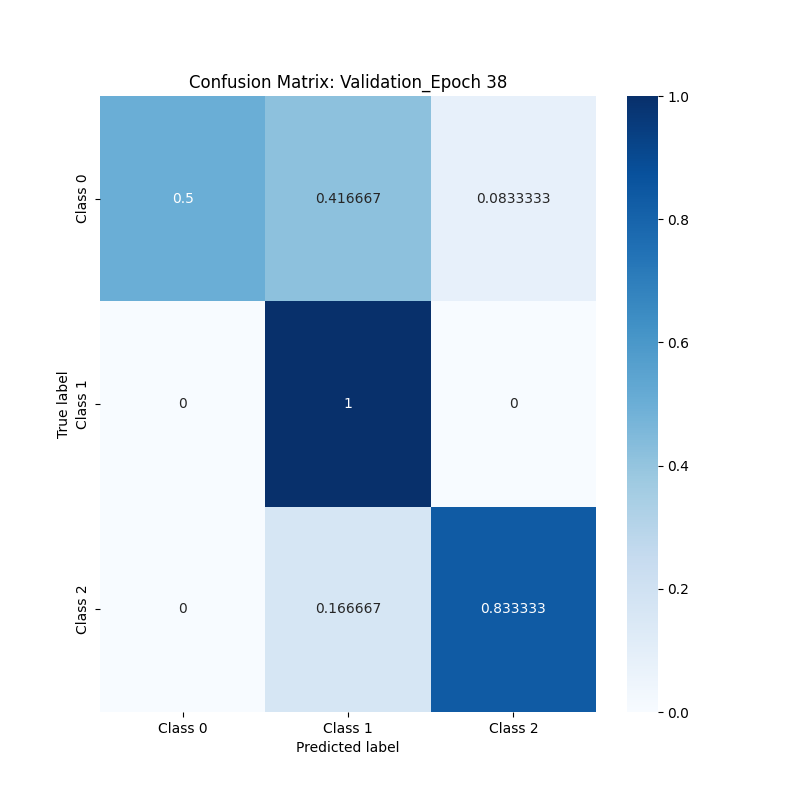 Confusion Matrix: Validation_Epoch 38
True label
Class 0
0.5
0.416667
0.0833333
Class 1
0
1
0
Class 2
0
0.166667
0.833333
Class 0
Class 1
Class 2
Predicted label
1.0
0.8
0.6
0.4
0.2
0.0